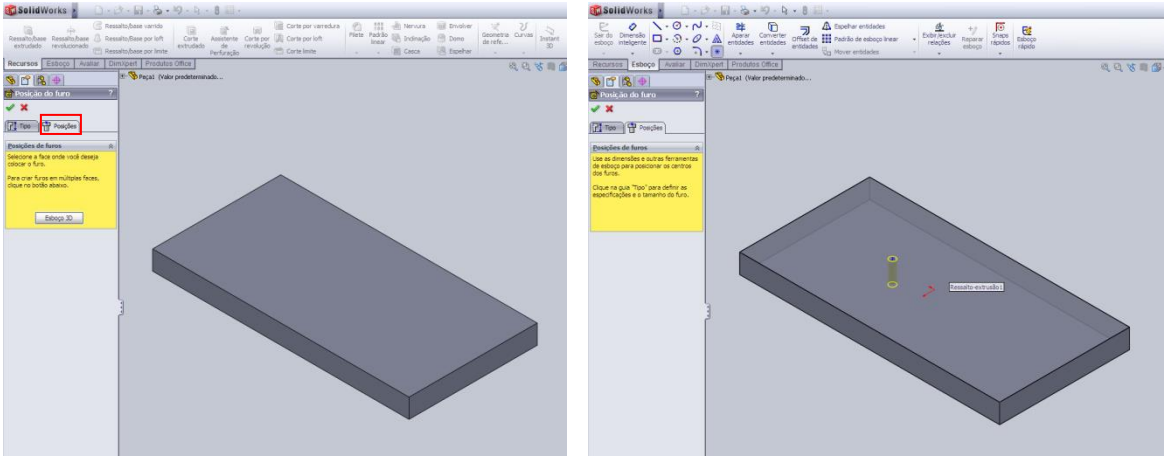 SolidWorks
Ressalto/base extrudado
Ressalto/base revolucionado
Ressalto/base varrido
Ressalto/Base por loft
Ressalto/base por limite
Corte extrudado
Assistente de Perfuração
Corte por revolução
Corte por varredura
Corte por loft
Corte limite
Filete
Padrão linear
Nervura
Inclinação
Casca
Envolver
Domo
Espelhar
Geometria de refe...
Curvas
Instant 3D
Recursos Esboço Avaliar DimXpert Produtos Office
Peça1 (Valor predeterminado...
Posição do furo ?
Tipo Posições
Posições de furos
Selecione a face onde você deseja
colocar o furo.
Para criar furos em múltiplas faces,
clique no botão abaixo.
Esboço 3D
SolidWorks
Sair do esboço
Dimensão inteligente
Aparar entidades
Converter entidades
Offset de entidades
Espelhar entidades
Padrão de esboço linear
Mover entidades
Exibir/excluir relações
Reparar esboço
Snaps rápidos
Esboço rápido
Recursos Esboço Avaliar DimXpert Produtos Office
Peça1 (Valor predeterminado...
Posição do furo ?
Tipo Posições
Posições de furos
Use as dimensões e outras ferramentas
de esboço para posicionar os centros
dos furos.
Clique na guia "Tipo" para definir as
especificações e o tamanho do furo.
Ressalto-extrusão1